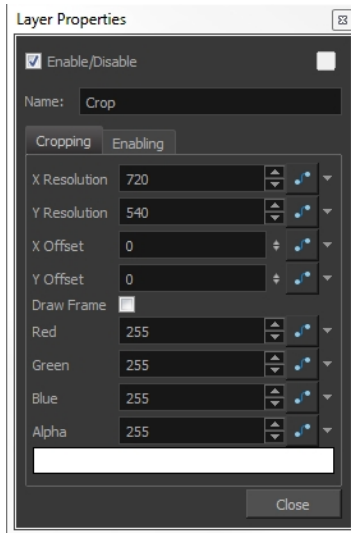 Layer Properties
Enable/Disable
Name: Crop
Cropping Enabling
X Resolution 720
Y Resolution 540
X Offset 0
Y Offset 0
Draw Frame
Red 255
Green 255
Blue 255
Alpha 255
Close